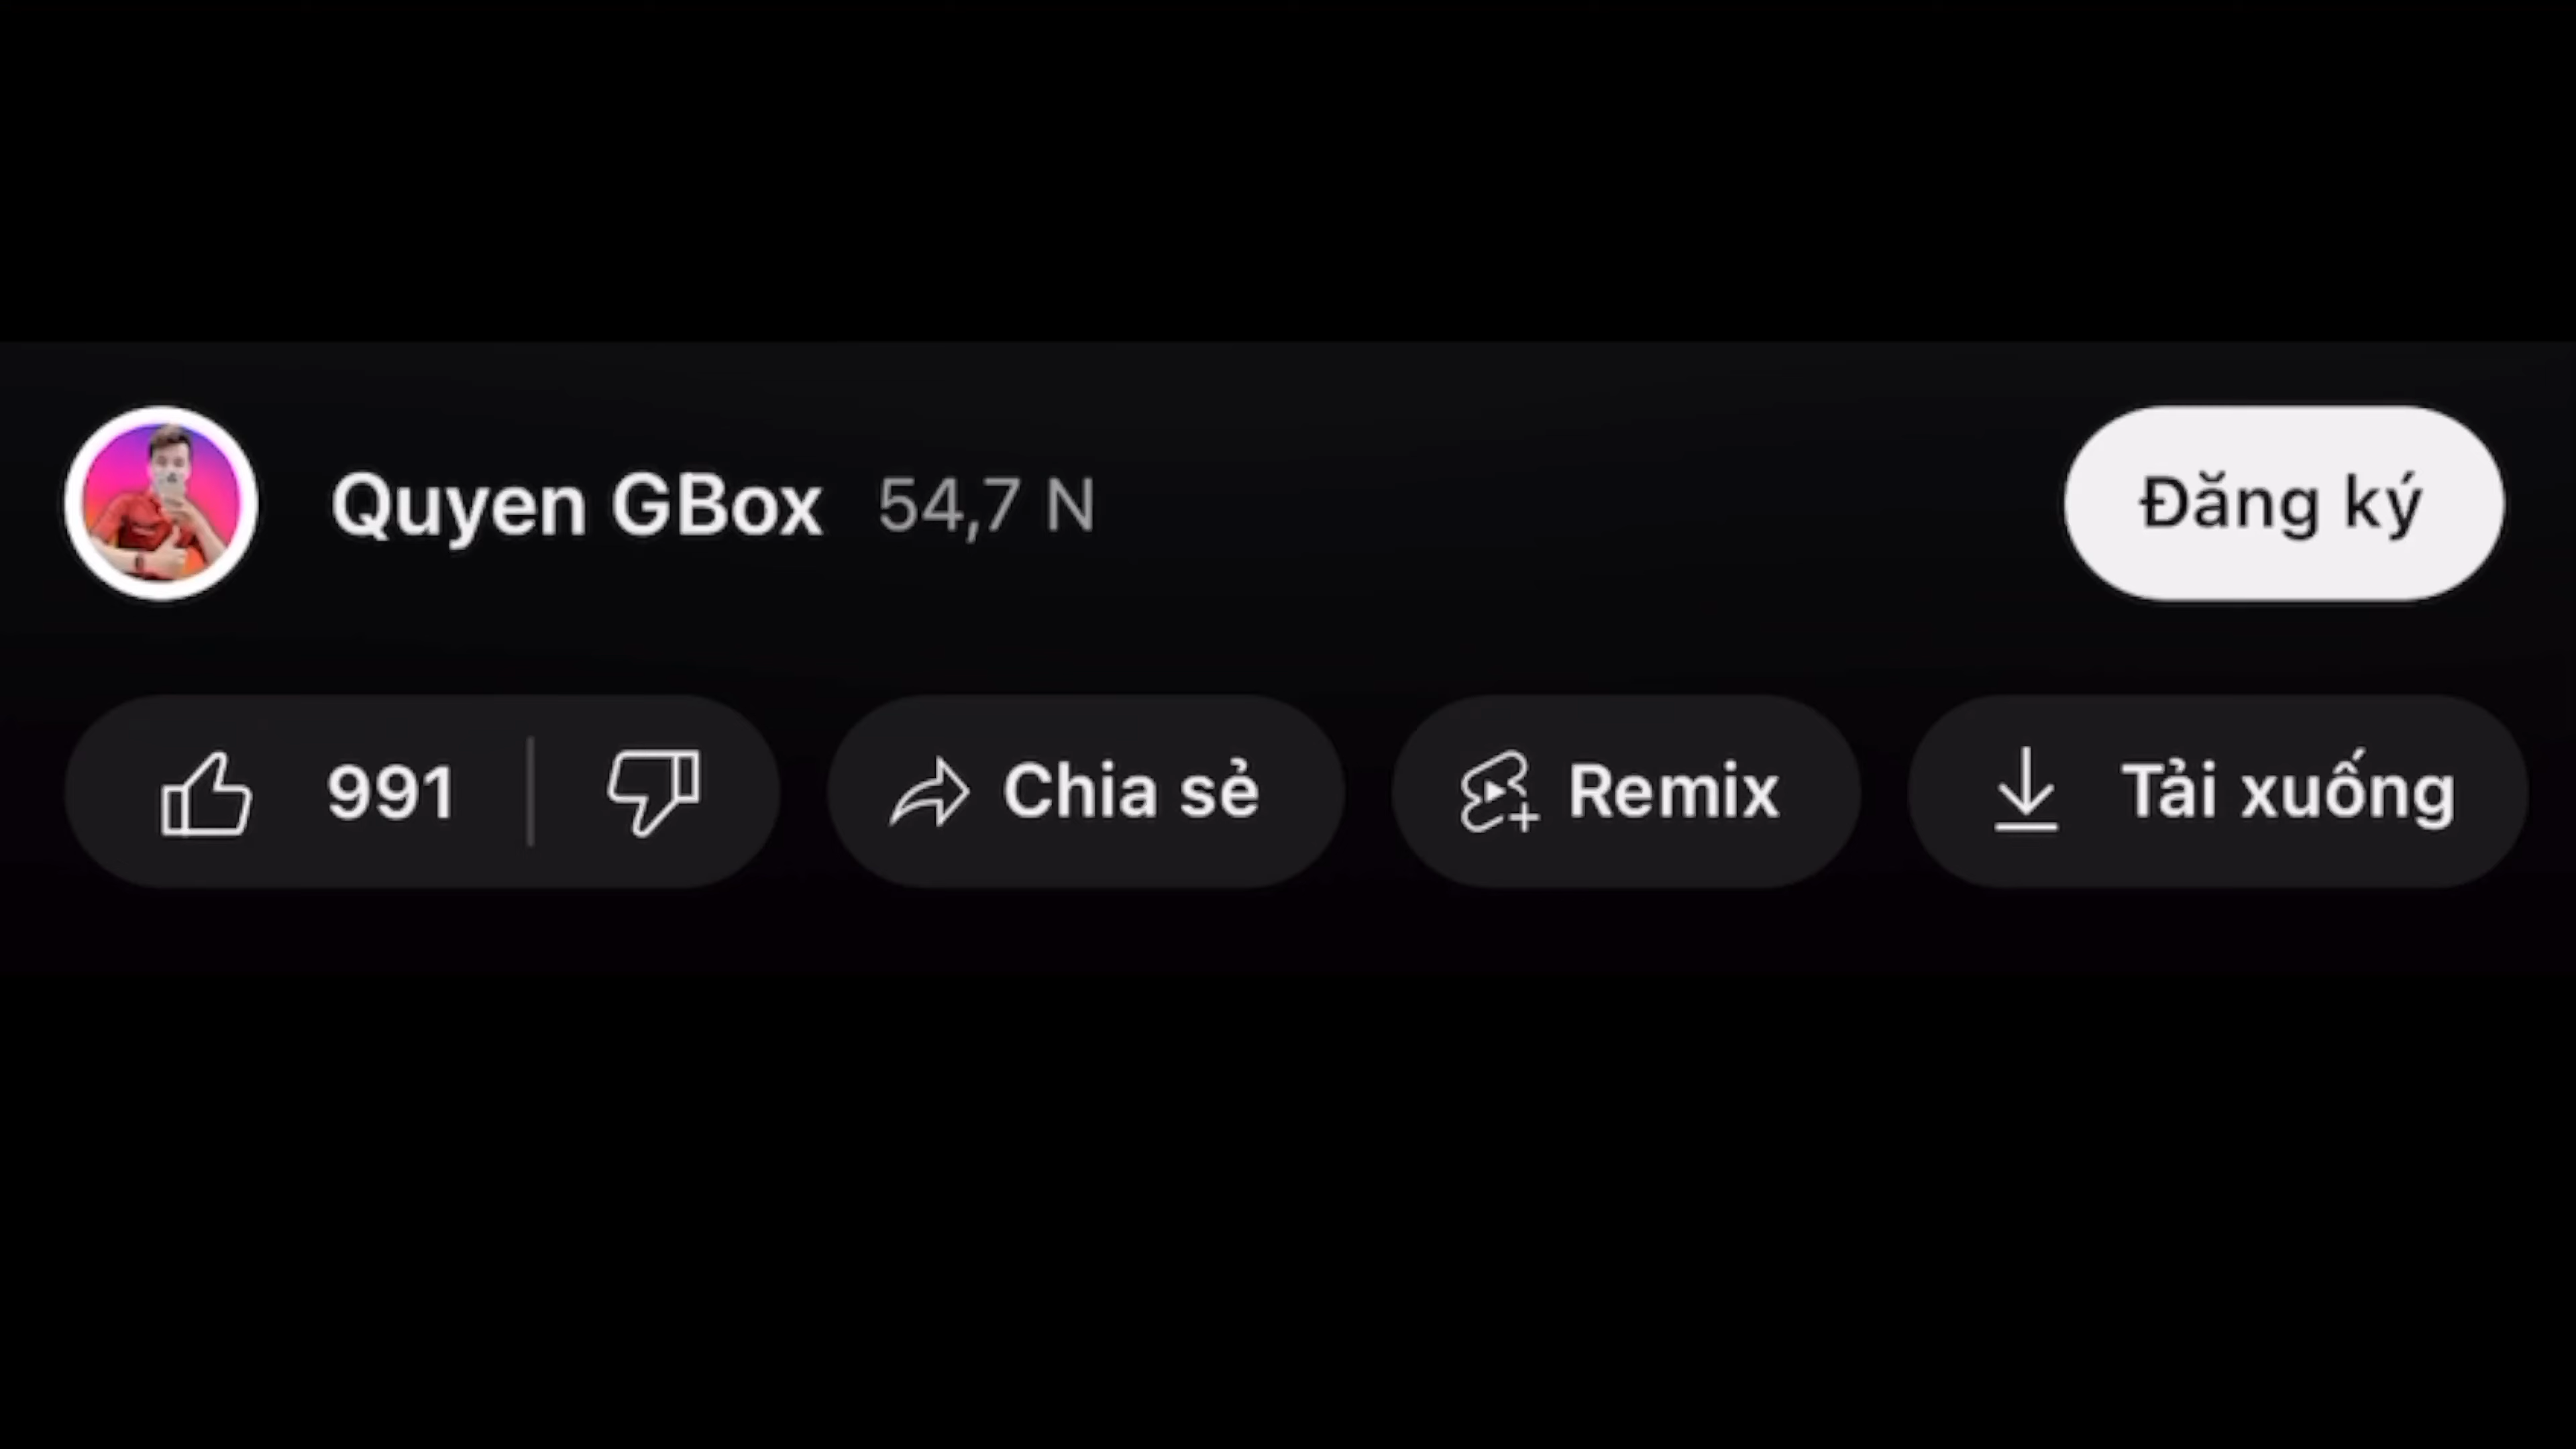 Quyen GBox 54,7 N Đăng ký
991 Chia sẻ Remix Tải xuống